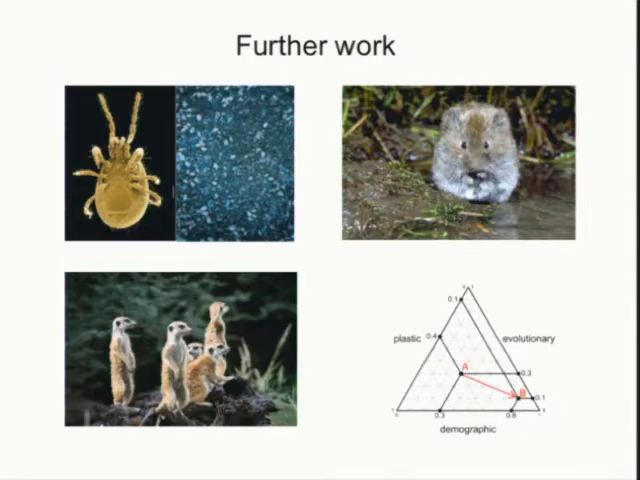 Further work
0.1
plastic
0.4
evolutionary
A
0.3
B
0.1
0.3
0.8
demographic